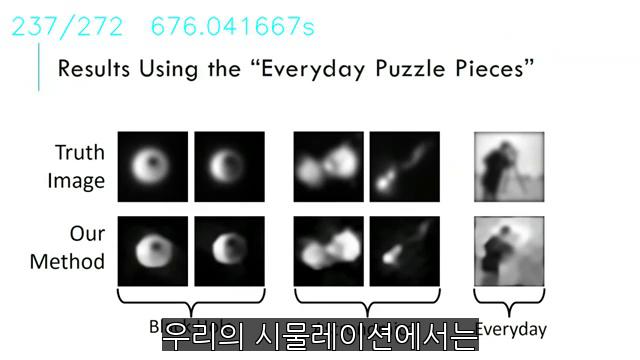 237/272 676.041667s
Results Using the “Everyday Puzzle Pieces”
Truth
Image
Our
Method
Everyday
우리의 시뮬레이션에서는